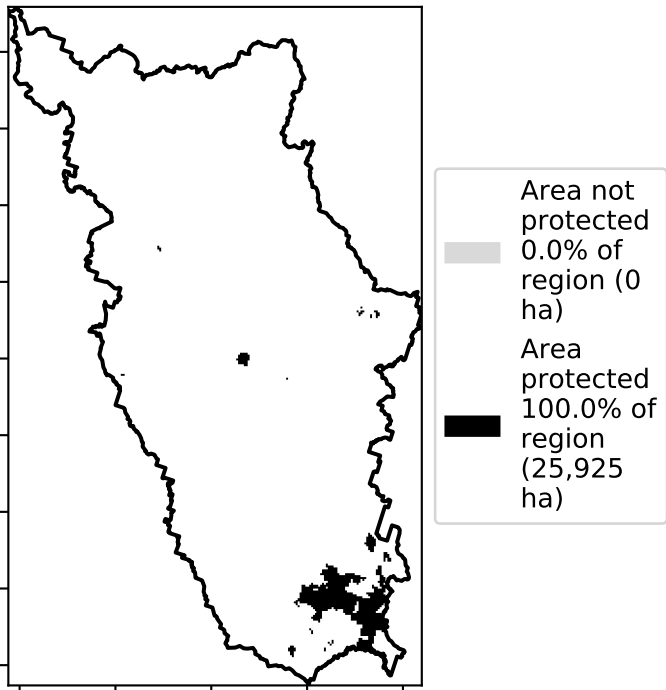 Area not
protected
0.0% of
region (0
ha)
Area
protected
100.0% of
region
(25,925
ha)